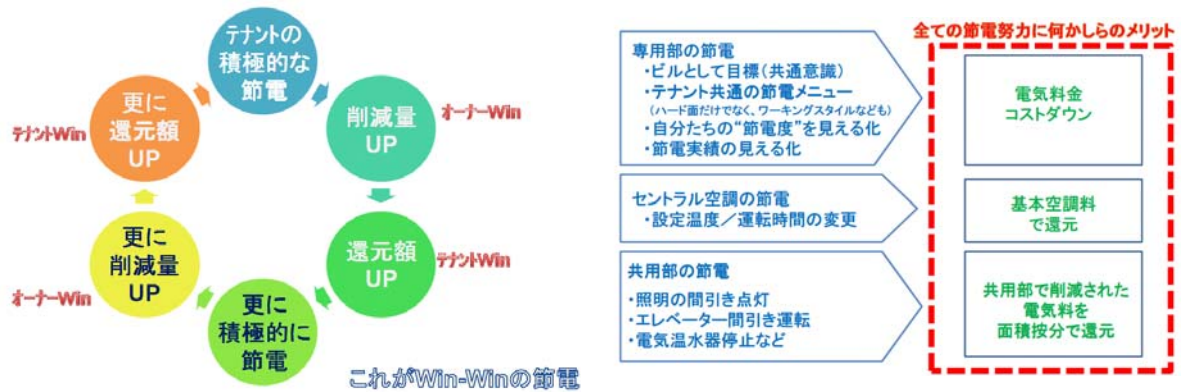 テナントの
積極的な
節電
削減量
UP
オーナーWin
還元額
UP
テナントWin
更に
積極的に
節電
更に
削減量
UP
オーナーWin
更に
還元額
UP
テナントWin
これがWin-Winの節電
全ての節電努力に何かしらのメリット
専用部の節電
・ビルとして目標(共通意識)
・テナント共通の節電メニュー
(ハード面だけでなく、ワーキングスタイルなども)
・自分たちの“節電度”を見える化
・節電実績の見える化
電気料金
コストダウン
セントラル空調の節電
・設定温度/運転時間の変更
基本空調料
で還元
共用部の節電
・照明の間引き点灯
・エレベーター間引き運転
・電気温水器停止など
共用部で削減された
電気料を
面積按分で還元